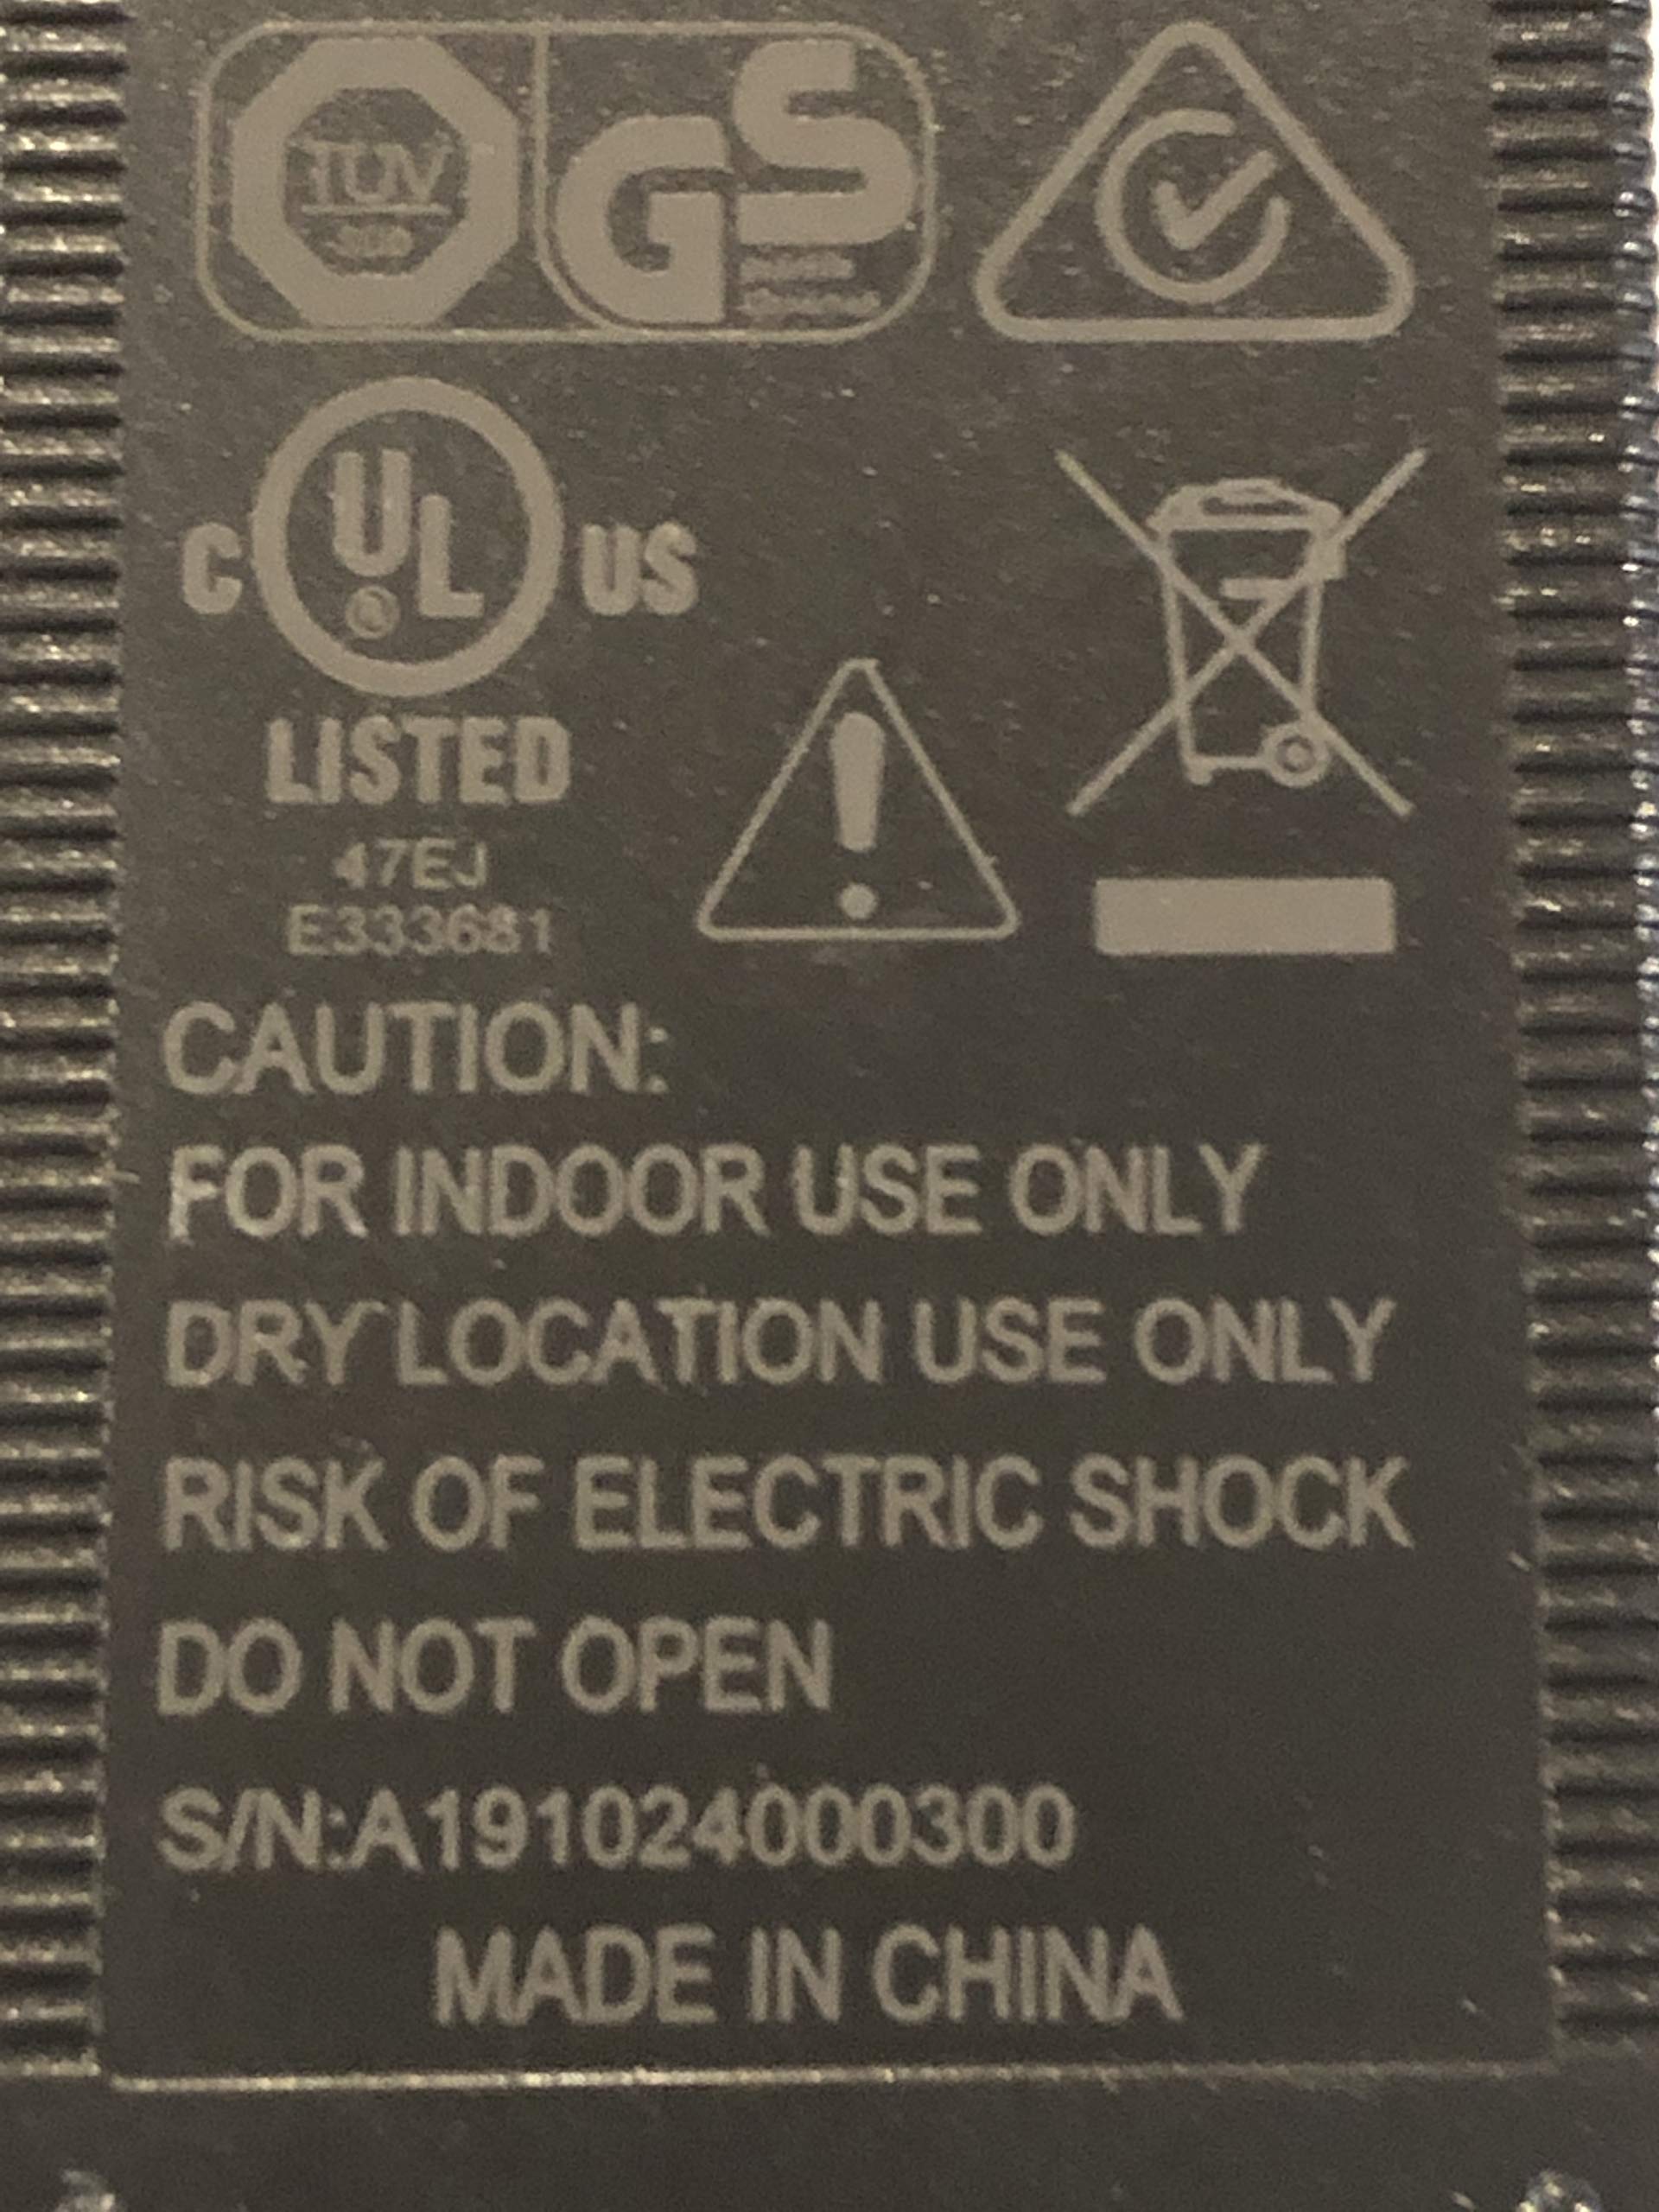 TÜV
SÜD
GS
C UL US
®
LISTED
47EJ
E333681
CAUTION:
FOR INDOOR USE ONLY
DRY LOCATION USE ONLY
RISK OF ELECTRIC SHOCK
DO NOT OPEN
S/N:A191024000300
MADE IN CHINA